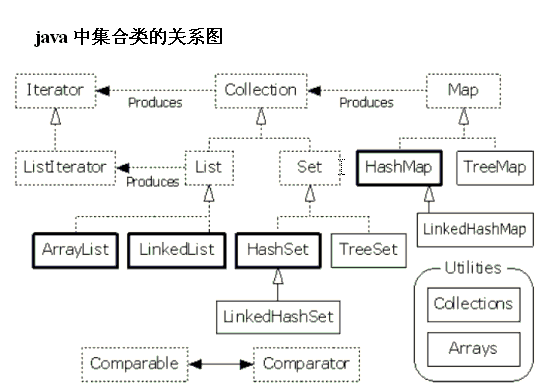 java 中集合类的关系图
Iterator
Produces
Collection
Produces
Map
ListIterator
Produces
List
Set
HashMap
TreeMap
LinkedHashMap
ArrayList
LinkedList
HashSet
TreeSet
LinkedHashSet
Utilities
Collections
Arrays
Comparable
Comparator